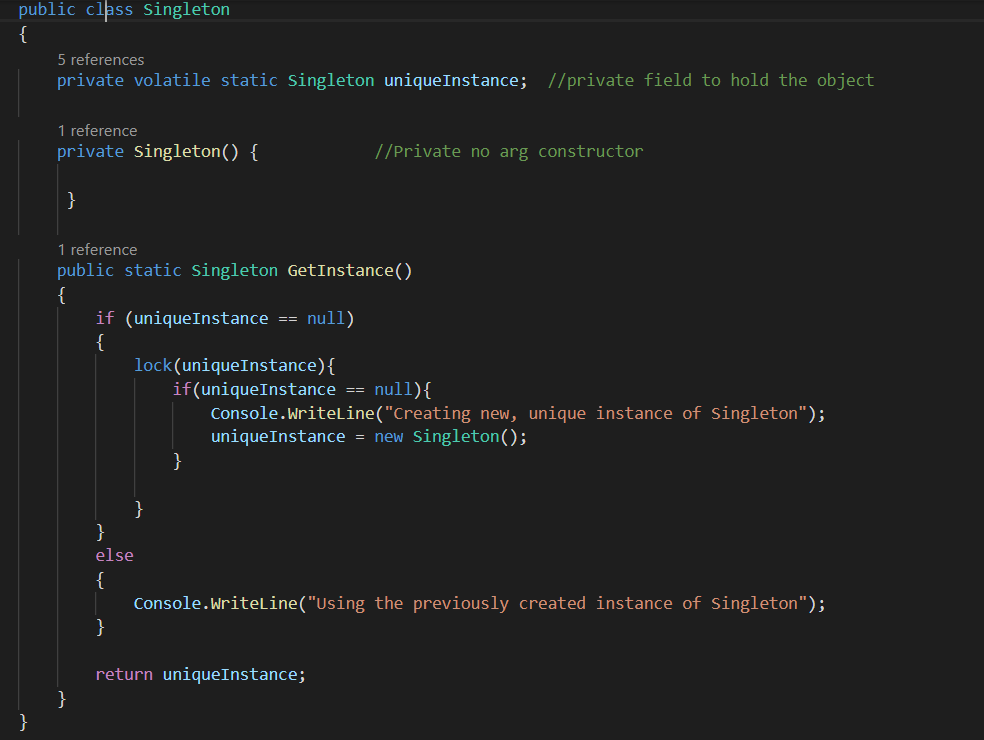 public class Singleton
{
5 references
private volatile static Singleton uniqueInstance;  //private field to hold the object
1 reference
private Singleton() {            //Private no arg constructor
}
1 reference
public static Singleton GetInstance()
{
if (uniqueInstance == null)
{
lock(uniqueInstance){
if(uniqueInstance == null){
Console.WriteLine("Creating new, unique instance of Singleton");
uniqueInstance = new Singleton();
}
}
}
else
{
Console.WriteLine("Using the previously created instance of Singleton");
}
return uniqueInstance;
}
}